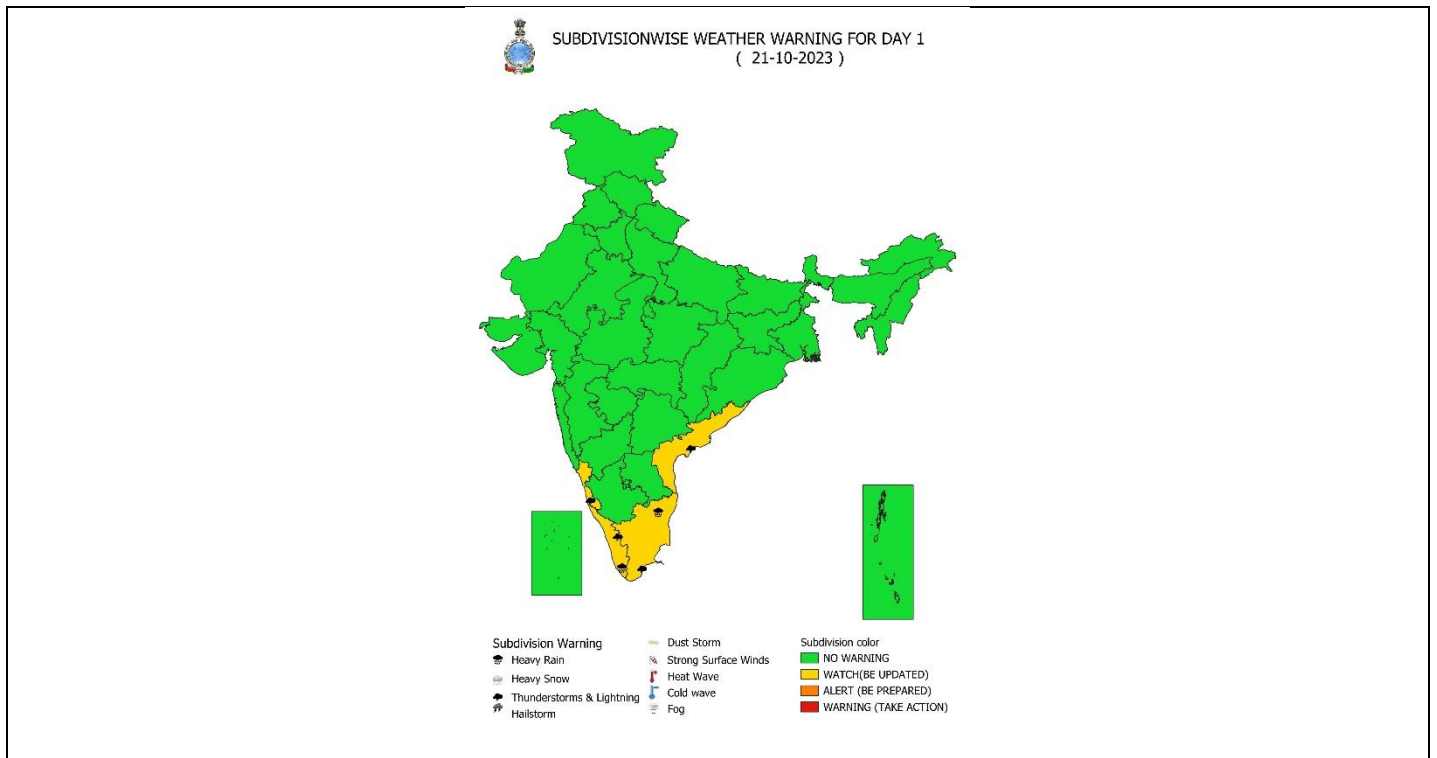 SUBDIVISIONWISE WEATHER WARNING FOR DAY 1
( 21-10-2023 )
Subdivision Warning
Heavy Rain
Heavy Snow
Thunderstorms & Lightning
Hailstorm
Dust Storm
Strong Surface Winds
Heat Wave
Cold wave
Fog
Subdivision color
NO WARNING
WATCH(BE UPDATED)
ALERT (BE PREPARED)
WARNING (TAKE ACTION)